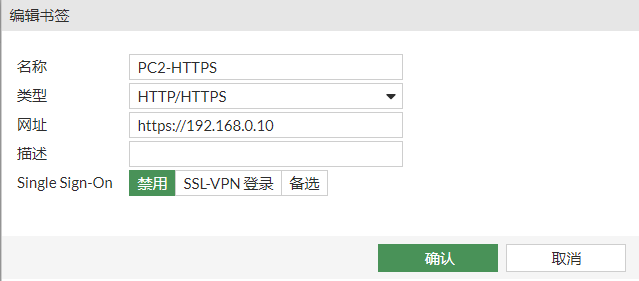 编辑书签
名称 PC2-HTTPS
类型 HTTP/HTTPS
网址 https://192.168.0.10
描述
Single Sign-On 禁用 SSL-VPN 登录 备选
确认 取消